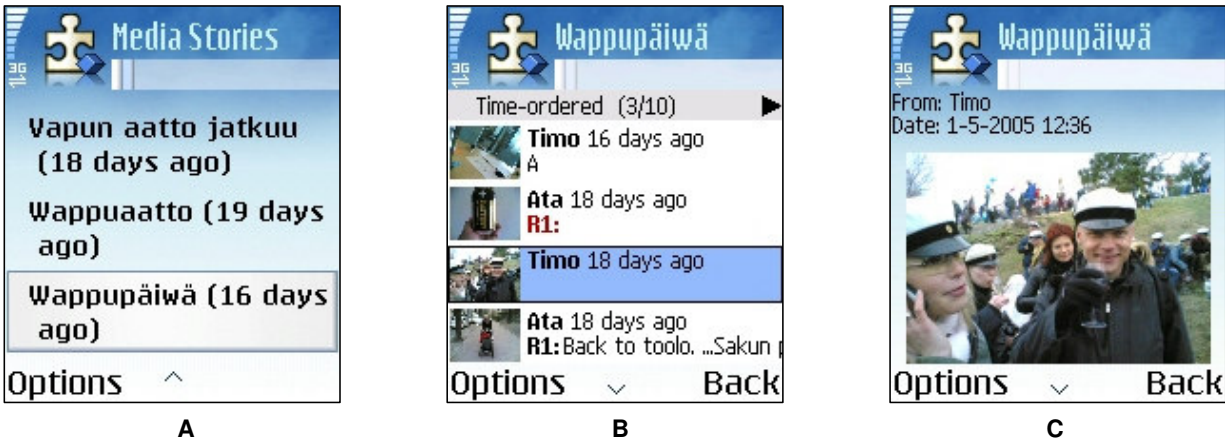 3G
Media Stories
Vapun aatto jatkuu
(18 days ago)
Wappuaatto (19 days
ago)
Wappupäiwä (16 days
ago)
Options
A
3G
Wappupäiwä
Time-ordered (3/10)
Timo 16 days ago
A
Ata 18 days ago
R1:
Timo 18 days ago
Ata 18 days ago
R1:Back to toolo. ...Sakun
Options Back
B
3G
Wappupäiwä
From: Timo
Date: 1-5-2005 12:36
Options Back
C